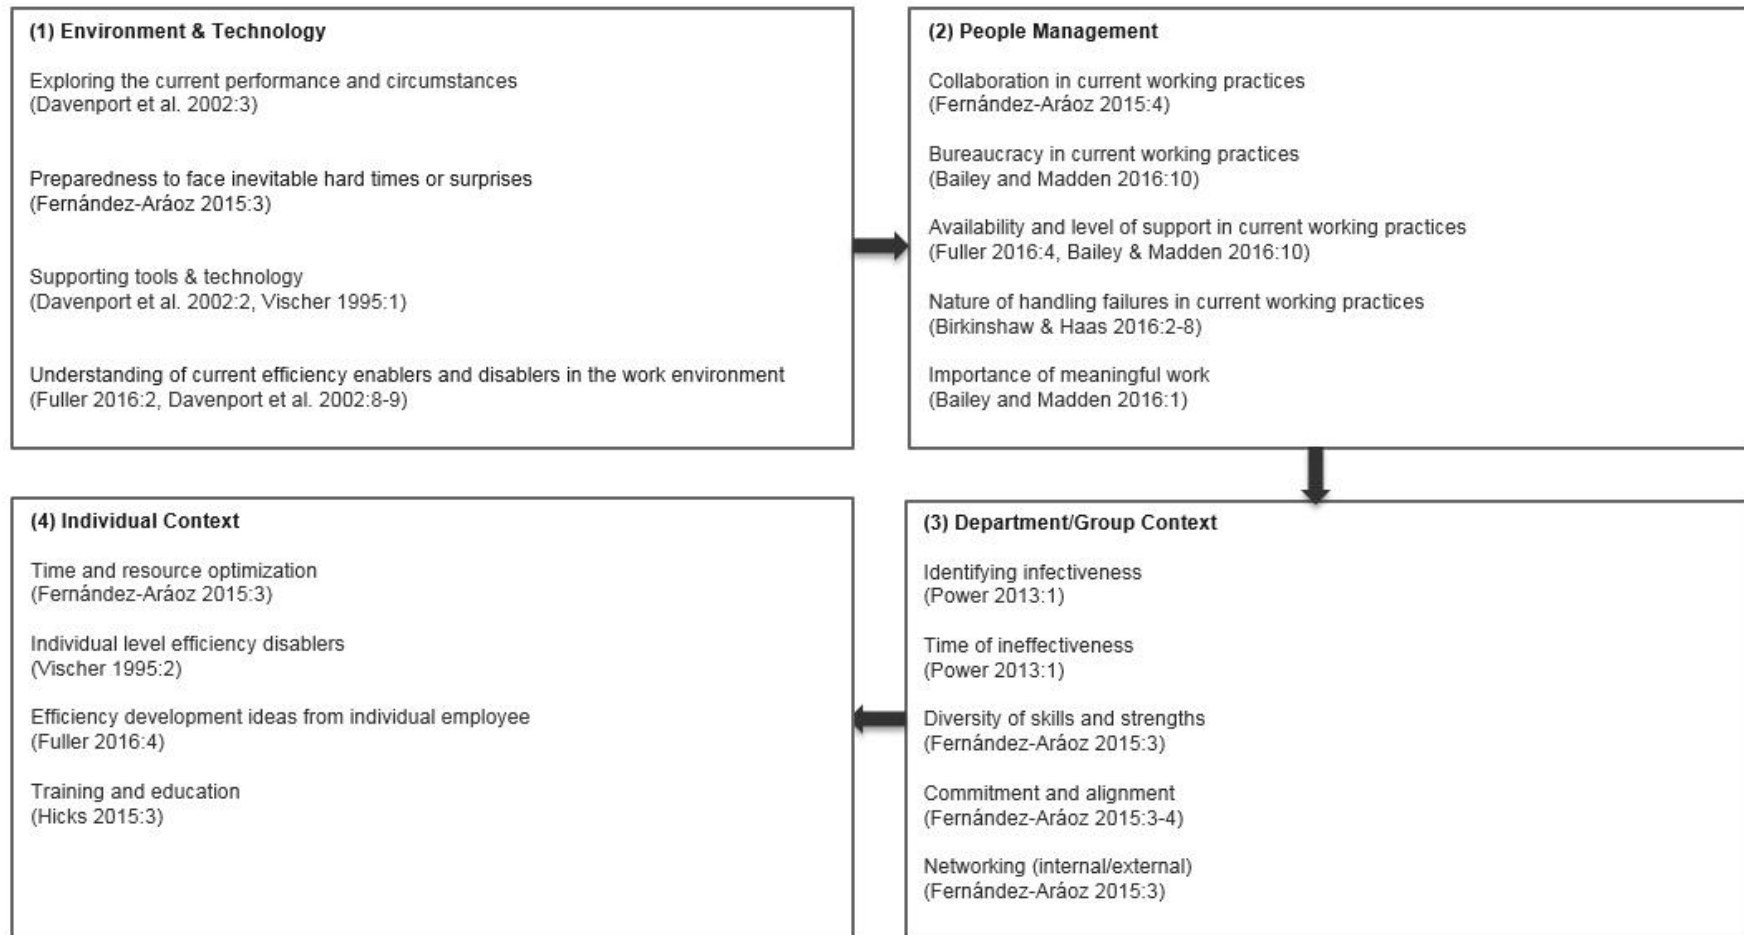 (1) Environment & Technology
Exploring the current performance and circumstances
(Davenport et al. 2002:3)
Preparedness to face inevitable hard times or surprises
(Fernández-Aráoz 2015:3)
Supporting tools & technology
(Davenport et al. 2002:2, Vischer 1995:1)
Understanding of current efficiency enablers and disablers in the work environment
(Fuller 2016:2, Davenport et al. 2002:8-9)
(2) People Management
Collaboration in current working practices
(Fernández-Aráoz 2015:4)
Bureaucracy in current working practices
(Bailey and Madden 2016:10)
Availability and level of support in current working practices
(Fuller 2016:4, Bailey & Madden 2016:10)
Nature of handling failures in current working practices
(Birkinshaw & Haas 2016:2-8)
Importance of meaningful work
(Bailey and Madden 2016:1)
(3) Department/Group Context
Identifying infectiveness
(Power 2013:1)
Time of ineffectiveness
(Power 2013:1)
Diversity of skills and strengths
(Fernández-Aráoz 2015:3)
Commitment and alignment
(Fernández-Aráoz 2015:3-4)
Networking (internal/external)
(Fernández-Aráoz 2015:3)
(4) Individual Context
Time and resource optimization
(Fernández-Aráoz 2015:3)
Individual level efficiency disablers
(Vischer 1995:2)
Efficiency development ideas from individual employee
(Fuller 2016:4)
Training and education
(Hicks 2015:3)